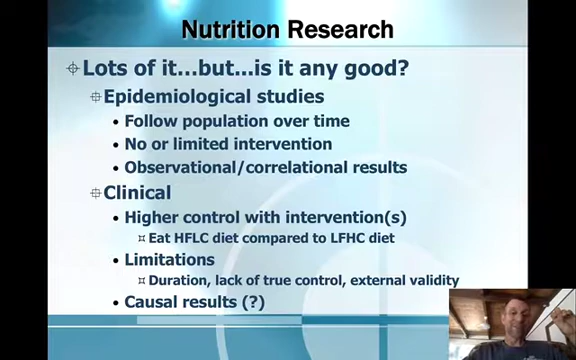 Nutrition Research
Lots of it...but...is it any good?
Epidemiological studies
• Follow population over time
• No or limited intervention
• Observational/correlational results
Clinical
• Higher control with intervention(s)
Eat HFLC diet compared to LFHC diet
• Limitations
Duration, lack of true control, external validity
• Causal results (?)